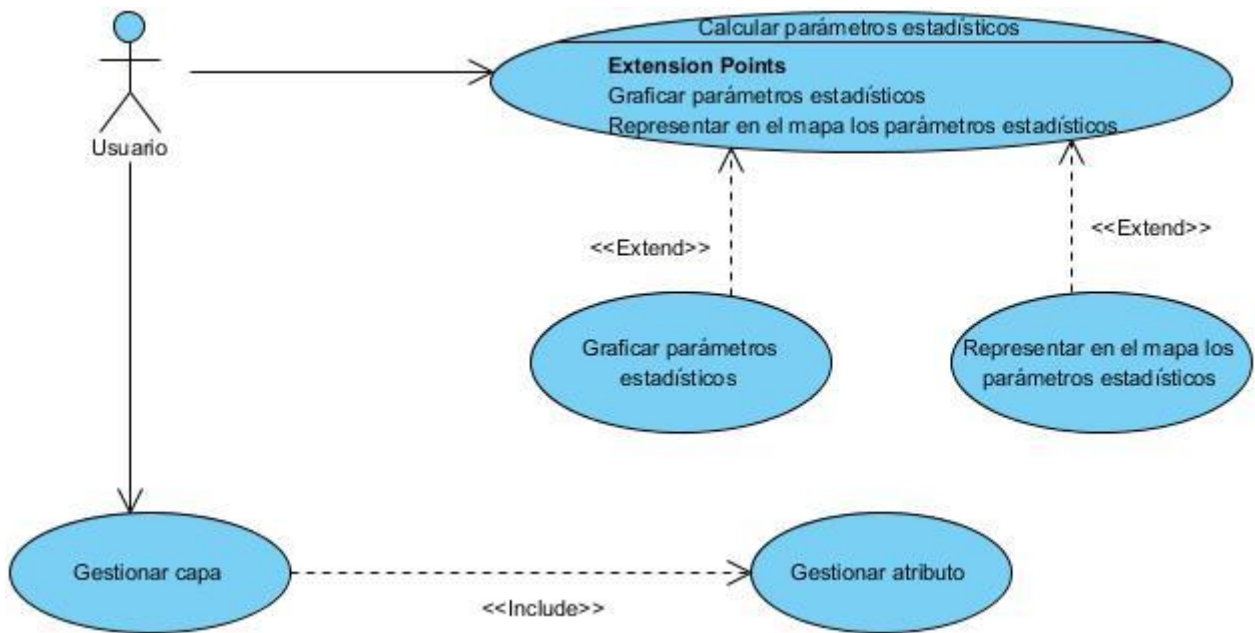 Calcular parámetros estadísticos
Extension Points
Graficar parámetros estadísticos
Representar en el mapa los parámetros estadísticos
Usuario
<<Extend>>
<<Extend>>
Graficar parámetros
estadísticos
Representar en el mapa los
parámetros estadísticos
Gestionar capa
Gestionar atributo
<<Include>>